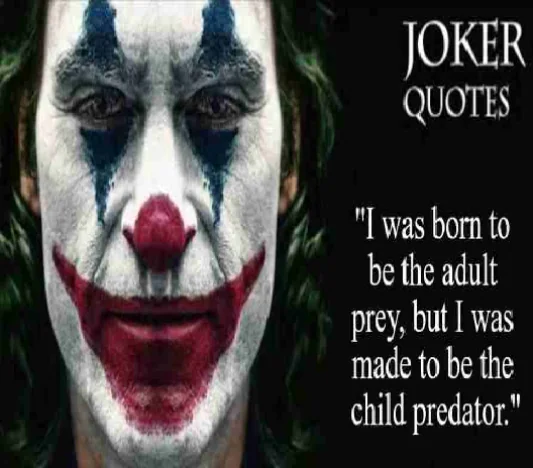 JOKER
QUOTES
"I was born to
be the adult
prey, but I was
made to be the
child predator."